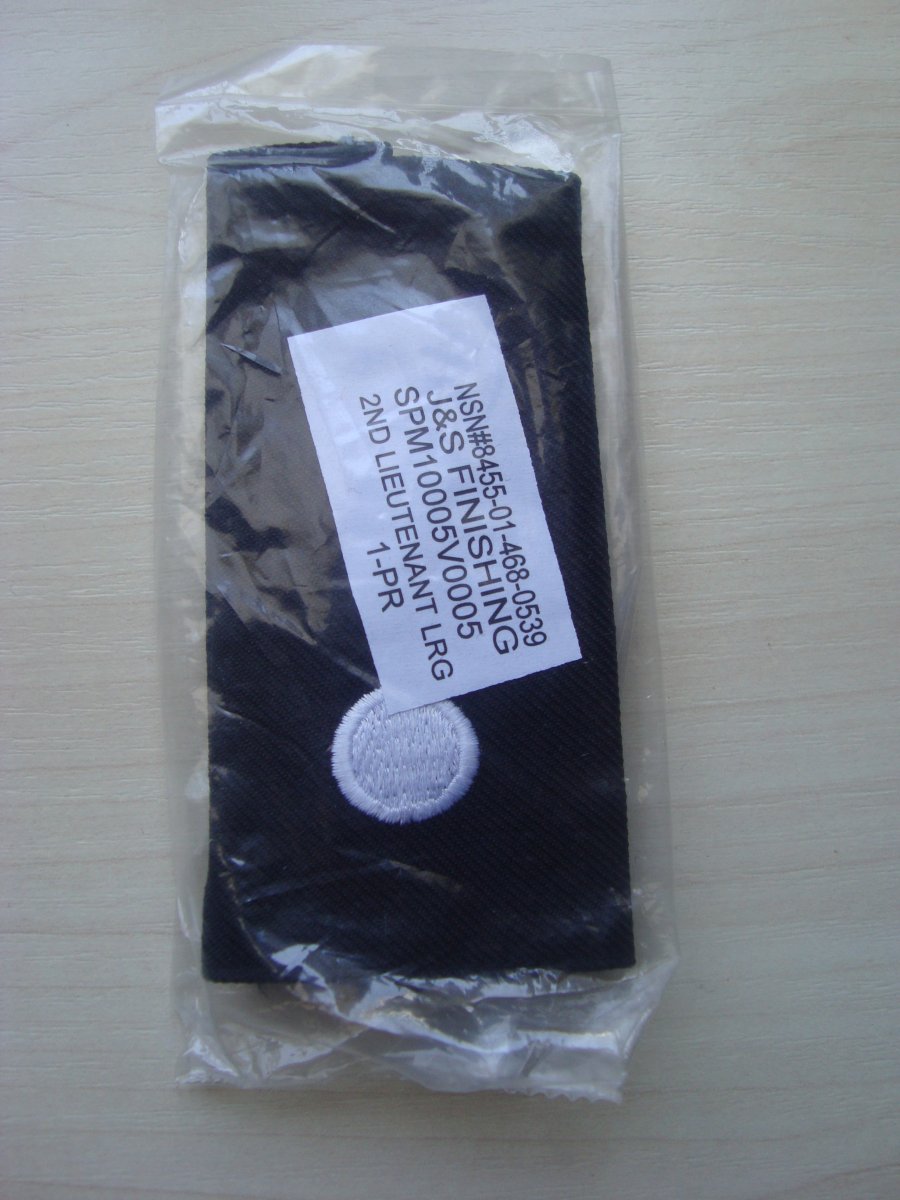 NSN#8455-01-468-0539
J&S FINISHING
SPM10005V0005
2ND LIEUTENANT LRG
1-PR